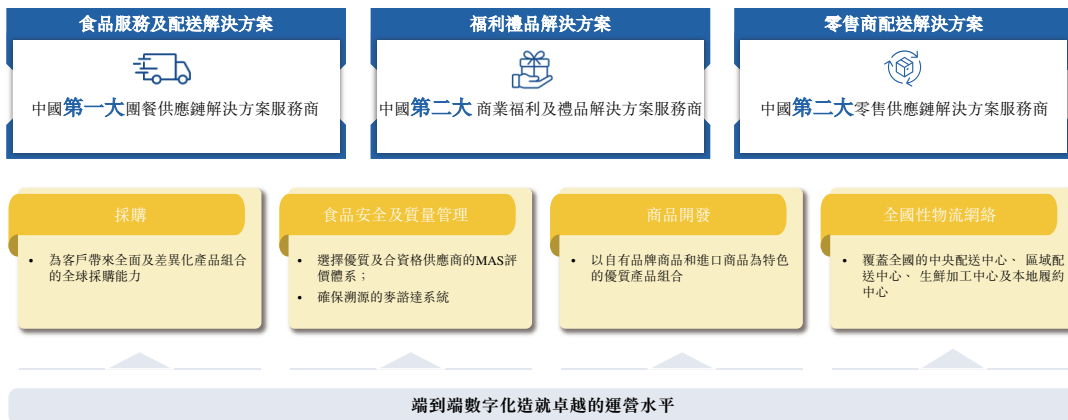 食品服務及配送解決方案
中國第一大團餐供應鏈解決方案服務商
福利禮品解決方案
中國第二大 商業福利及禮品解決方案服務商
零售商配送解決方案
中國第二大零售供應鏈解決方案服務商
採購
• 為客戶帶來全面及差異化產品組合
的全球採購能力
食品安全及質量管理
• 選擇優質及合資格供應商的MAS評
價體系；
• 確保溯源的麥諮達系統
商品開發
• 以自有品牌商品和進口商品為特色
的優質產品組合
全國性物流網絡
• 覆蓋全國的中央配送中心、 區域配
送中心、 生鮮加工中心及本地履約
中心
端到端數字化造就卓越的運營水平